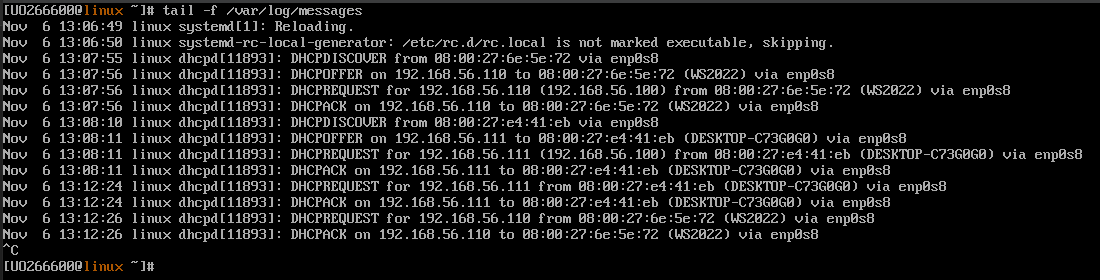 [UO266600@linux ~]# tail -f /var/log/messages
Nov  6 13:06:49 linux systemd[1]: Reloading.
Nov  6 13:06:50 linux systemd-rc-local-generator: /etc/rc.d/rc.local is not marked executable, skipping.
Nov  6 13:07:55 linux dhcpd[11893]: DHCPDISCOVER from 08:00:27:6e:5e:72 via enp0s8
Nov  6 13:07:56 linux dhcpd[11893]: DHCPOFFER on 192.168.56.110 to 08:00:27:6e:5e:72 (WS2022) via enp0s8
Nov  6 13:07:56 linux dhcpd[11893]: DHCPREQUEST for 192.168.56.110 (192.168.56.100) from 08:00:27:6e:5e:72 (WS2022) via enp0s8
Nov  6 13:07:56 linux dhcpd[11893]: DHCPACK on 192.168.56.110 to 08:00:27:6e:5e:72 (WS2022) via enp0s8
Nov  6 13:08:10 linux dhcpd[11893]: DHCPDISCOVER from 08:00:27:e4:41:eb via enp0s8
Nov  6 13:08:11 linux dhcpd[11893]: DHCPOFFER on 192.168.56.111 to 08:00:27:e4:41:eb (DESKTOP-C73G0G0) via enp0s8
Nov  6 13:08:11 linux dhcpd[11893]: DHCPREQUEST for 192.168.56.111 (192.168.56.100) from 08:00:27:e4:41:eb (DESKTOP-C73G0G0) via enp0s8
Nov  6 13:08:11 linux dhcpd[11893]: DHCPACK on 192.168.56.111 to 08:00:27:e4:41:eb (DESKTOP-C73G0G0) via enp0s8
Nov  6 13:12:24 linux dhcpd[11893]: DHCPREQUEST for 192.168.56.111 from 08:00:27:e4:41:eb (DESKTOP-C73G0G0) via enp0s8
Nov  6 13:12:24 linux dhcpd[11893]: DHCPACK on 192.168.56.111 to 08:00:27:e4:41:eb (DESKTOP-C73G0G0) via enp0s8
Nov  6 13:12:26 linux dhcpd[11893]: DHCPREQUEST for 192.168.56.110 from 08:00:27:6e:5e:72 (WS2022) via enp0s8
Nov  6 13:12:26 linux dhcpd[11893]: DHCPACK on 192.168.56.110 to 08:00:27:6e:5e:72 (WS2022) via enp0s8
^C
[UO266600@linux ~]#